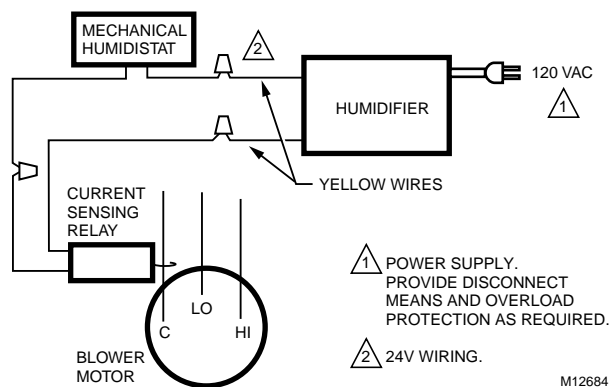 MECHANICAL
HUMIDISTAT
2
HUMIDIFIER
120 VAC
1
YELLOW WIRES
CURRENT
SENSING
RELAY
C
LO
HI
BLOWER
MOTOR
1 POWER SUPPLY.
PROVIDE DISCONNECT
MEANS AND OVERLOAD
PROTECTION AS REQUIRED.
2 24V WIRING.
M12684